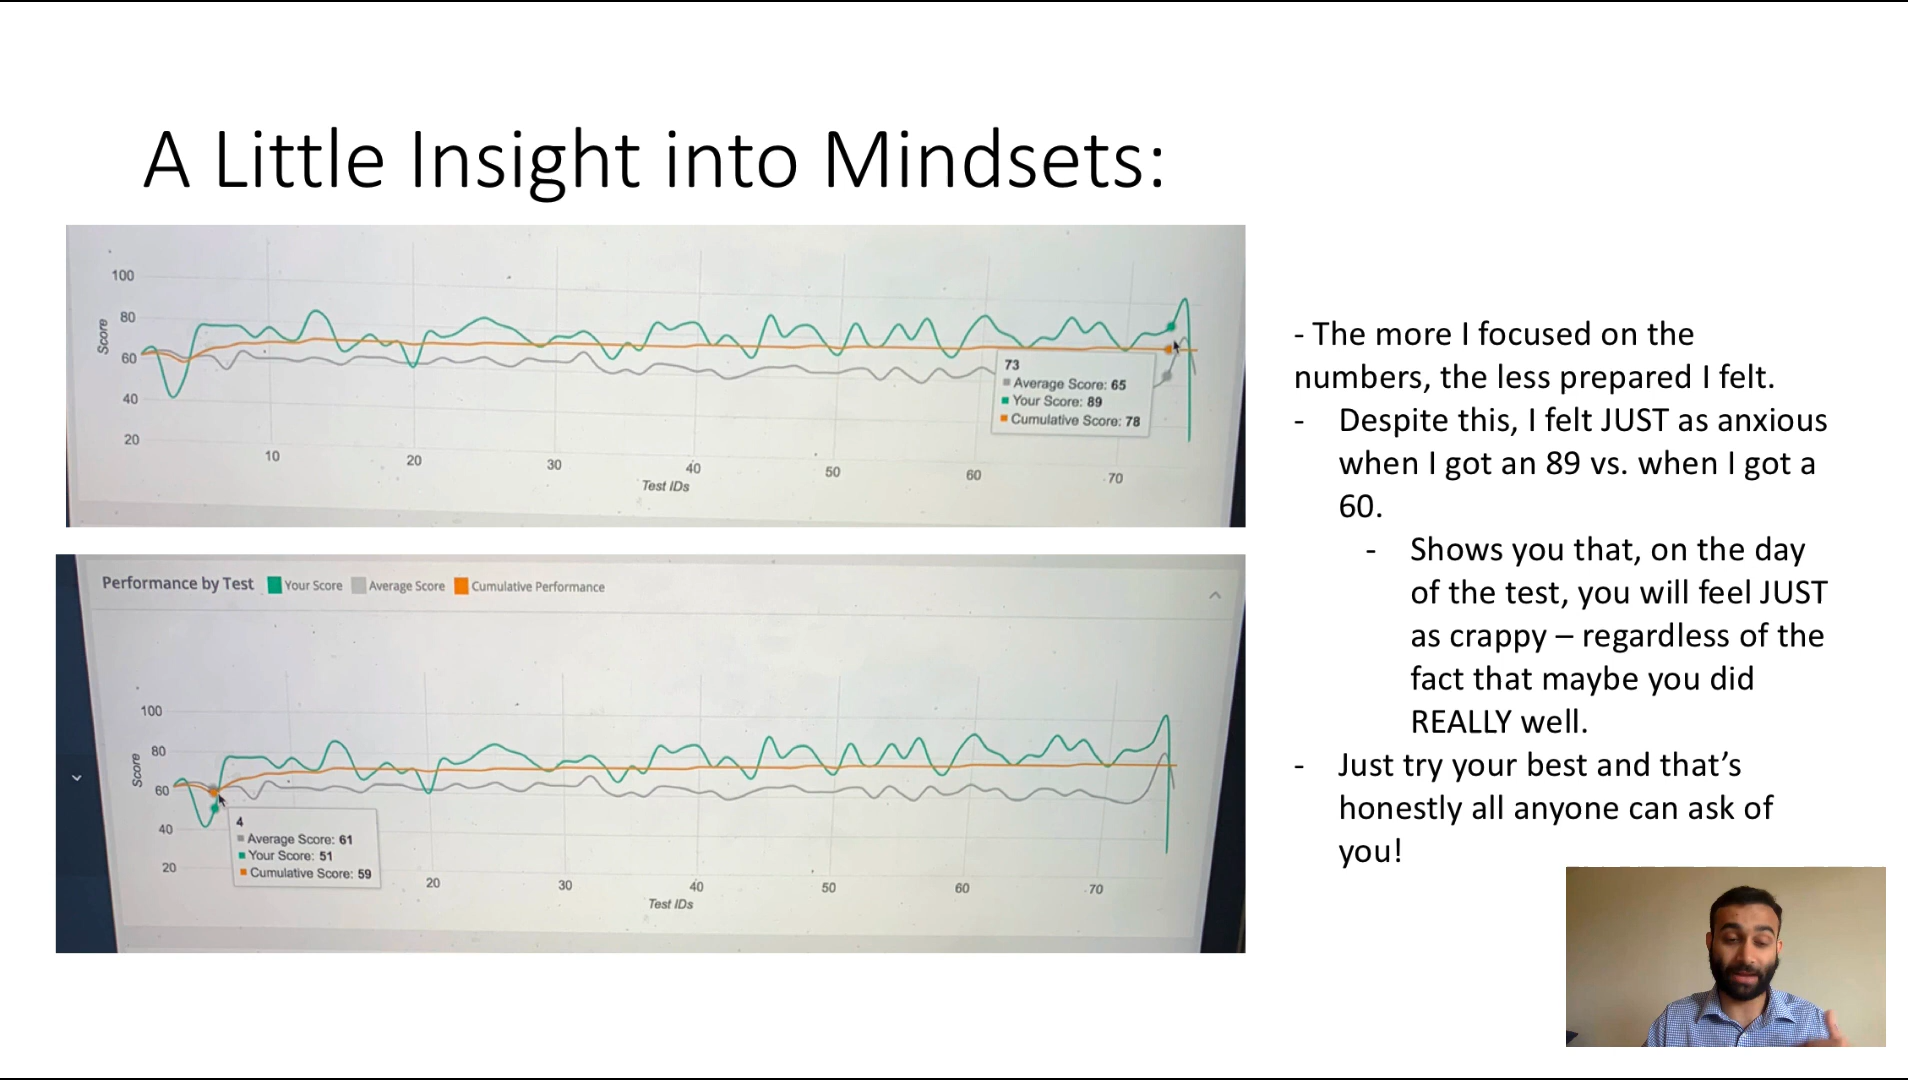 A Little Insight into Mindsets:
100
80
60
40
20
Score
10
20
30
40
50
60
70
Test IDs
73
Average Score: 65
Your Score: 89
Cumulative Score: 78
Performance by Test
Your Score
Average Score
Cumulative Performance
100
80
60
40
20
Score
4
Average Score: 61
Your Score: 51
Cumulative Score: 59
20
30
40
50
60
70
Test IDs
- The more I focused on the
numbers, the less prepared I felt.
- Despite this, I felt JUST as anxious
when I got an 89 vs. when I got a
60.
- Shows you that, on the day
of the test, you will feel JUST
as crappy – regardless of the
fact that maybe you did
REALLY well.
- Just try your best and that's
honestly all anyone can ask of
you!